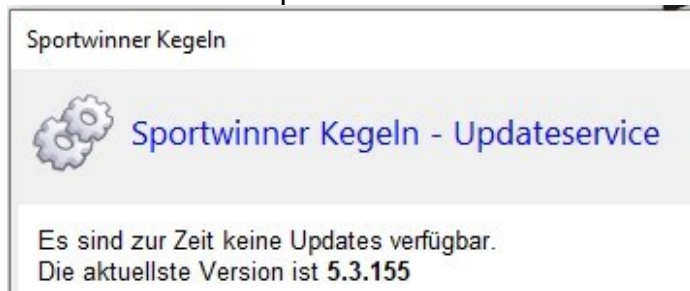 Sportwinner Kegeln
Sportwinner Kegeln - Updateservice
Es sind zur Zeit keine Updates verfügbar.
Die aktuellste Version ist 5.3.155